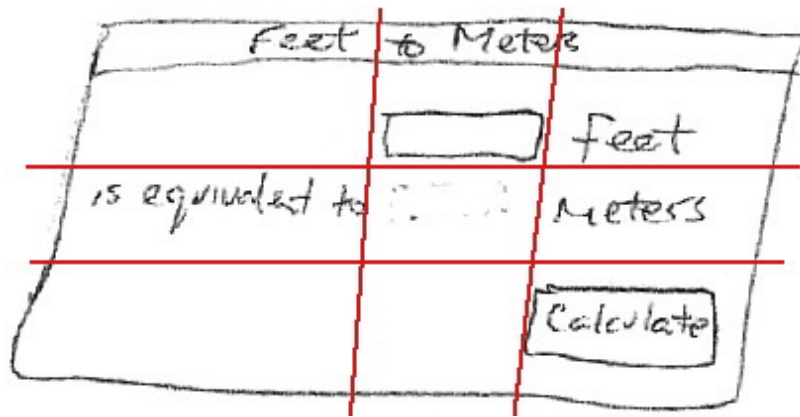 Feet to Meters
Feet
is equivalent to Meters
Calculate